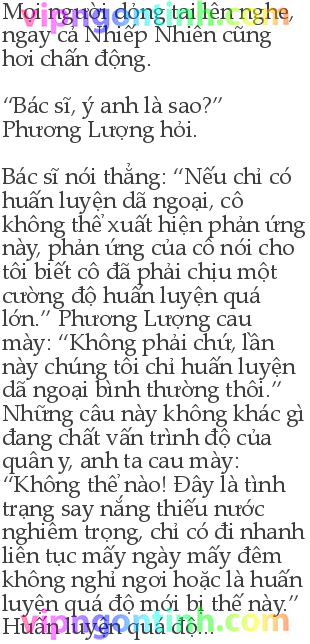 Mọi người dỏng tai lên nghe,
vipngontinh.com
ngay cả Nhiếp Nhiên cũng
hơi chấn động.
“Bác sĩ, ý anh là sao?”
Phương Lượng hỏi.
Bác sĩ nói thẳng: “Nếu chỉ có
huấn luyện dã ngoại, cô
không thể xuất hiện phản ứng
này, phản ứng của cô nói cho
tôi biết cô đã phải chịu một
cường độ huấn luyện quá
lớn.” Phương Lượng cau
mày: “Không phải chứ, lần
này chúng tôi chỉ huấn luyện
dã ngoại bình thường thôi.”
Những câu này không khác gì
đang chất vấn trình độ của
quân y, anh ta cau mày:
“Không thể nào! Đây là tình
trạng say nắng thiếu nước
nghiêm trọng, chỉ có đi nhanh
liên tục mấy ngày mấy đêm
không nghỉ ngơi hoặc là huấn
luyện quá độ mới bị thế này.”
vipngontinh.com
Huấn luyện quá độ...